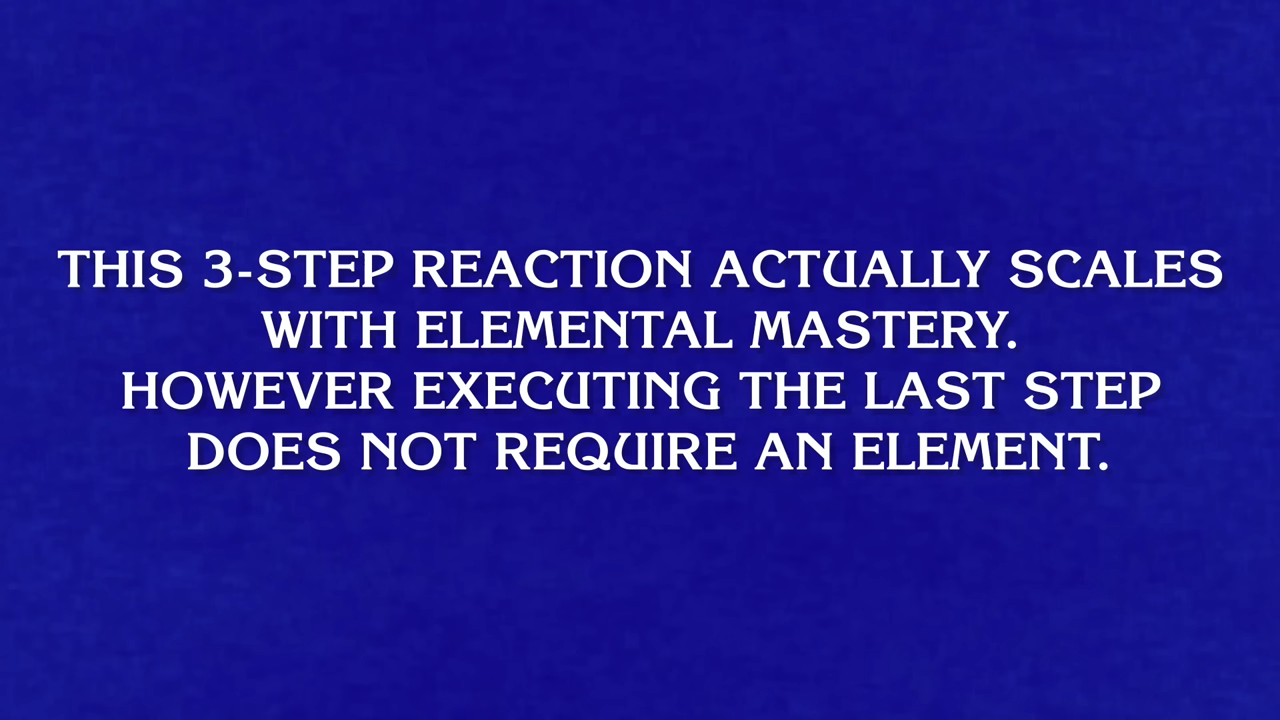 THIS 3-STEP REACTION ACTUALLY SCALES
WITH ELEMENTAL MASTERY.
HOWEVER EXECUTING THE LAST STEP
DOES NOT REQUIRE AN ELEMENT.